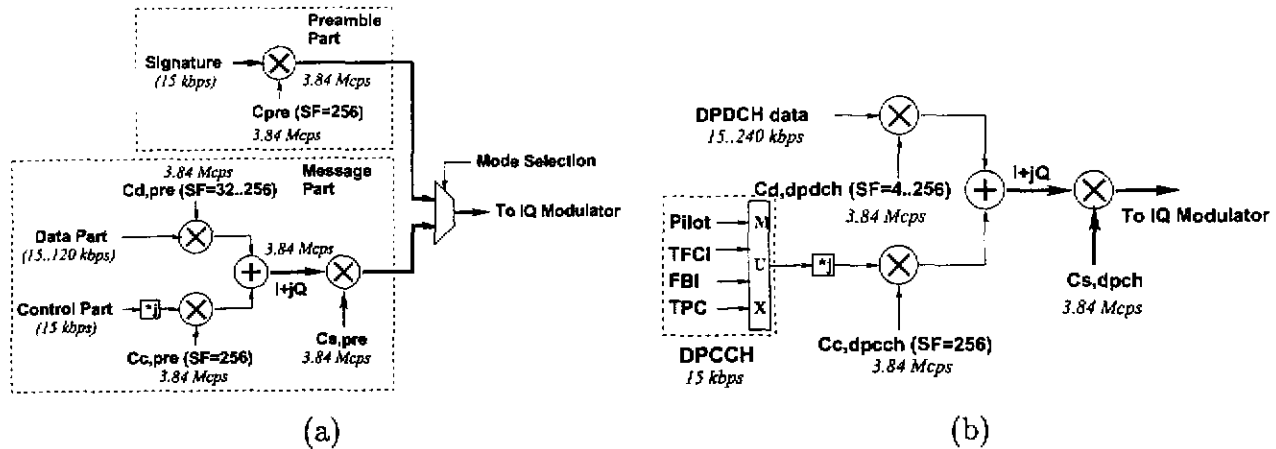 Preamble
Part
Signature
(15 kbps)
3.84 Mcps
Cpre (SF=256)
3.84 Mcps
3.84 Mcps
Message
Part
Cd,pre (SF=32..256)
Mode Selection
To IQ Modulator
Data Part
(15..120 kbps)
3.84 Mcps
I+jQ
Control Part
(15 kbps)
*j
Cc,pre (SF=256)
3.84 Mcps
Cs,pre
3.84 Mcps
(a)
DPDCH data
15..240 kbps
Cd,dpdch (SF=4..256)
3.84 Mcps
I+jQ
To IQ Modulator
Pilot
TFCI
FBI
TPC
M
U
X
*j
Cs,dpch
3.84 Mcps
DPCCH
15 kbps
Cc,dpcch (SF=256)
3.84 Mcps
(b)